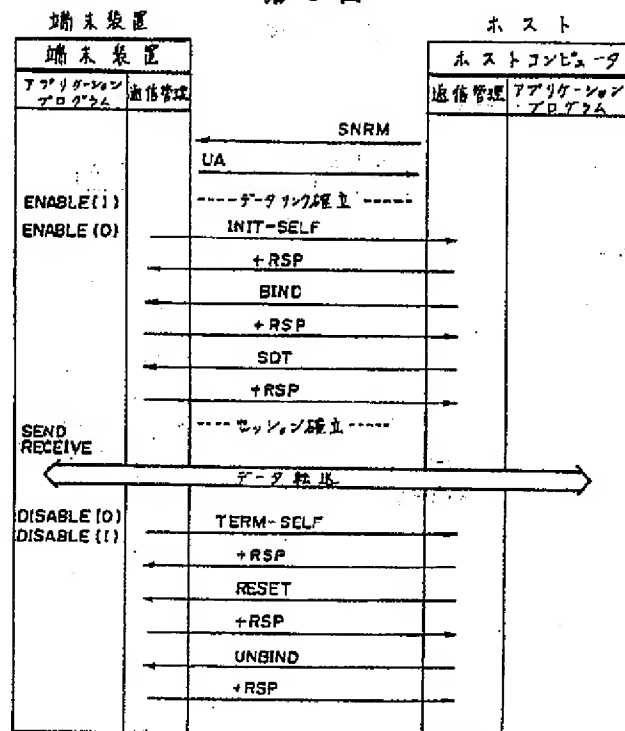 端末装置
ホスト
端末装置
ホストコンピュータ
アプリケーション
プログラム
通信管理
通信管理
アプリケーション
プログラム
SNRM
UA
ENABLE(I)
----データリンク確立-----
ENABLE(O)
INIT-SELF
+RSP
BIND
+RSP
SDT
+RSP
----セッション確立-----
SEND
RECEIVE
データ転送
DISABLE(O)
DISABLE(I)
TERM-SELF
+RSP
RESET
+RSP
UNBIND
+RSP